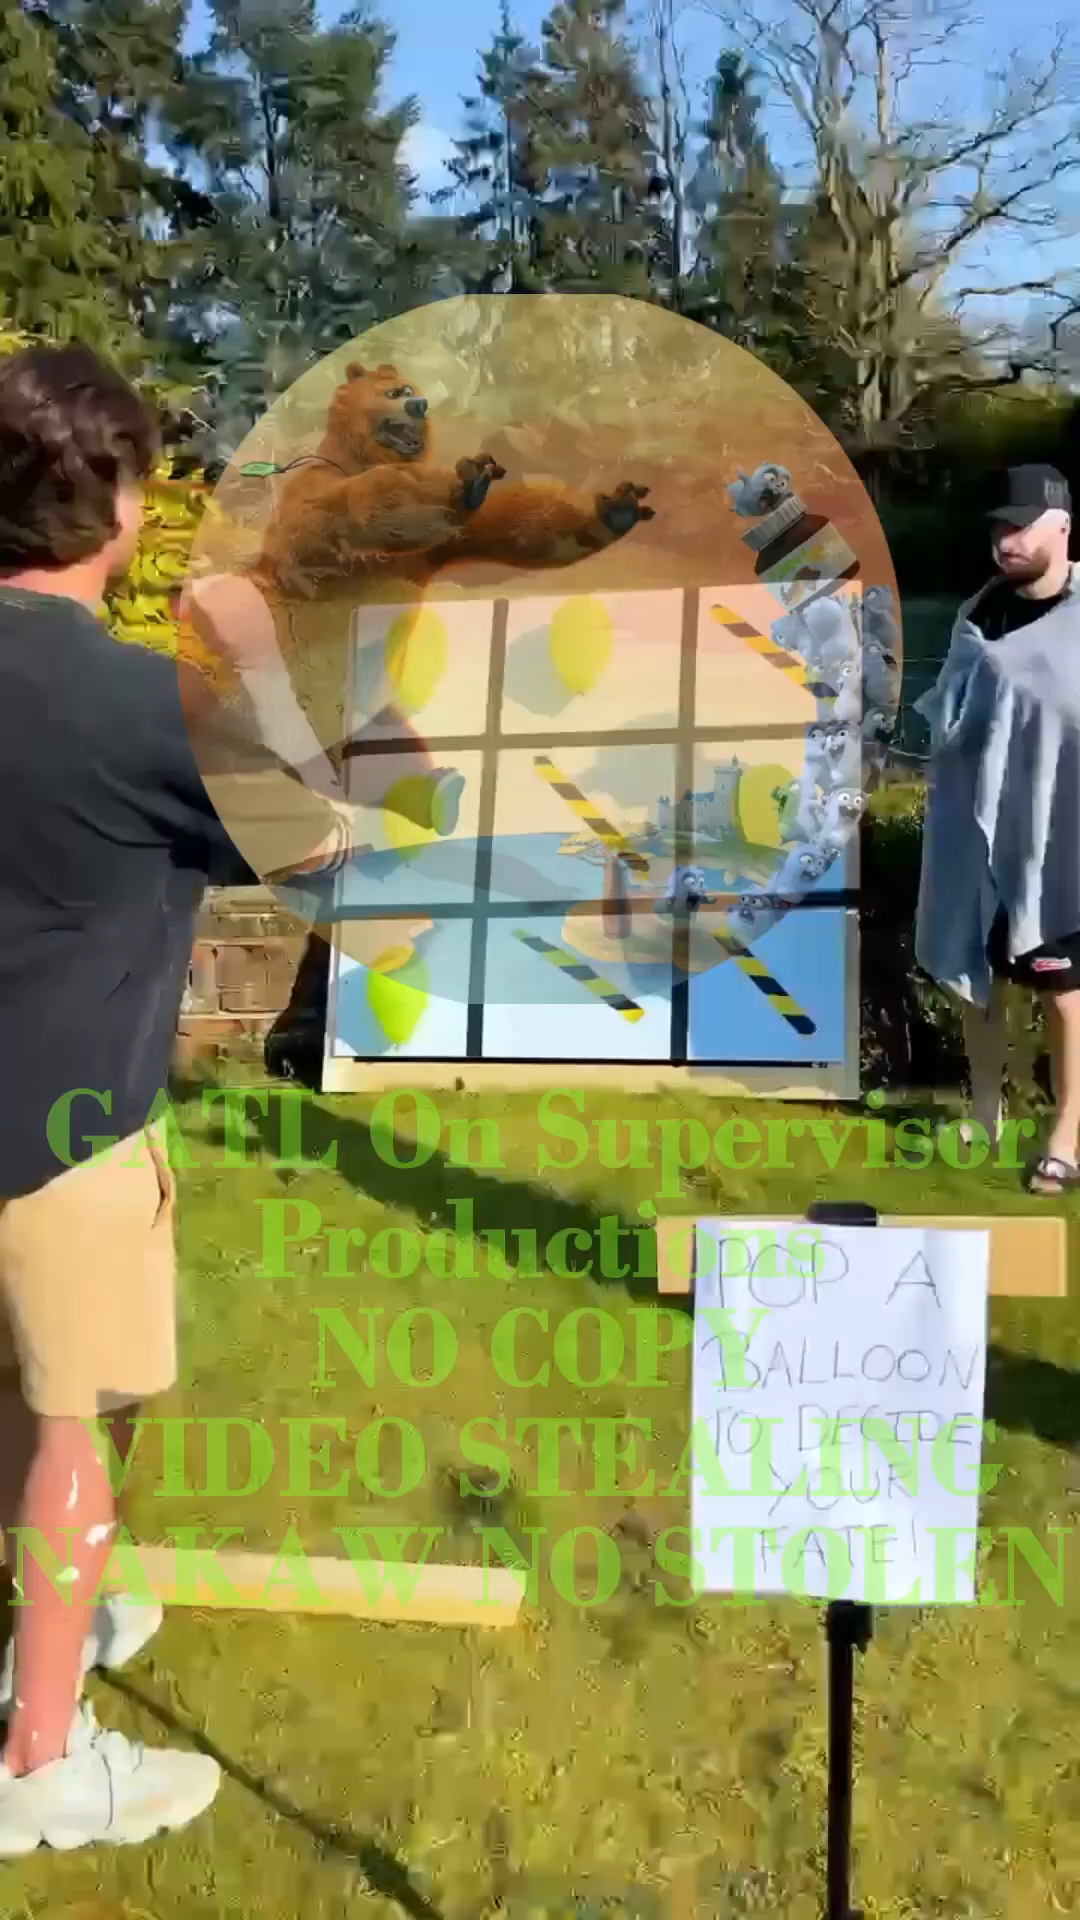 GATL On Supervisor
Productions
NO COPY
VIDEO STEALING
NAKAW NO STOLEN
POP A
BALLOON
TO DECIDE
YOUR
FATE!